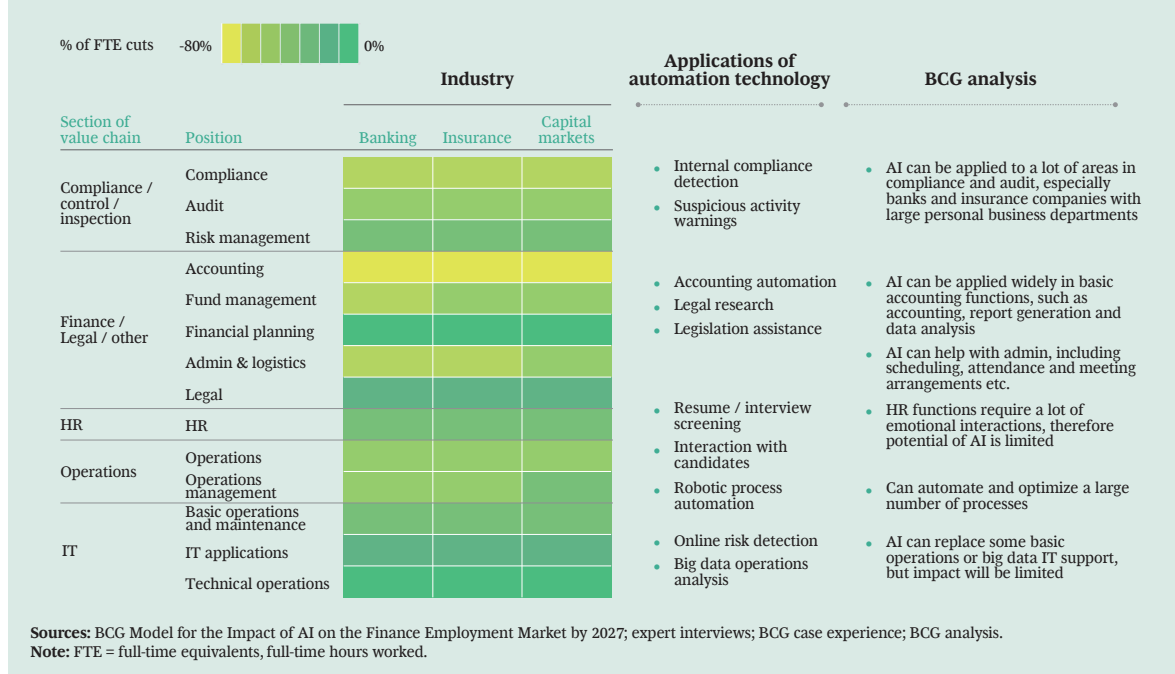 % of FTE cuts
-80%
0%
Industry
Applications of
automation technology
BCG analysis
Section of
value chain
Position
Banking
Insurance
Capital
markets
Compliance /
control /
inspection
Compliance
Audit
Risk management
Internal compliance
detection
Suspicious activity
warnings
AI can be applied to a lot of areas in
compliance and audit, especially
banks and insurance companies with
large personal business departments
Finance /
Legal / other
Accounting
Fund management
Financial planning
Admin & logistics
Legal
Accounting automation
Legal research
Legislation assistance
AI can be applied widely in basic
accounting functions, such as
accounting, report generation and
data analysis
AI can help with admin, including
scheduling, attendance and meeting
arrangements etc.
HR
HR
Resume / interview
screening
Interaction with
candidates
HR functions require a lot of
emotional interactions, therefore
potential of AI is limited
Operations
Operations
Operations
management
Robotic process
automation
Can automate and optimize a large
number of processes
IT
Basic operations
and maintenance
IT applications
Technical operations
Online risk detection
Big data operations
analysis
AI can replace some basic
operations or big data IT support,
but impact will be limited
Sources: BCG Model for the Impact of AI on the Finance Employment Market by 2027; expert interviews; BCG case experience; BCG analysis.
Note: FTE = full-time equivalents, full-time hours worked.